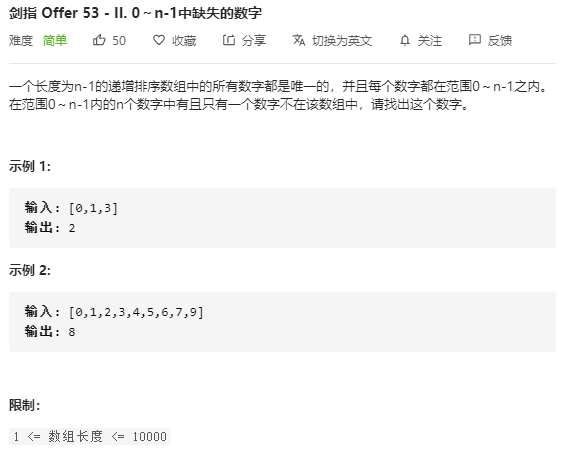 剑指 Offer 53 - II. 0～n-1中缺失的数字
难度 简单 50 收藏 分享 切换为英文 关注 反馈
一个长度为n-1的递增排序数组中的所有数字都是唯一的，并且每个数字都在范围0～n-1之内。
在范围0～n-1内的n个数字中有且只有一个数字不在该数组中，请找出这个数字。
示例 1:
输入: [0,1,3]
输出: 2
示例 2:
输入: [0,1,2,3,4,5,6,7,9]
输出: 8
限制：
1 <= 数组长度 <= 10000